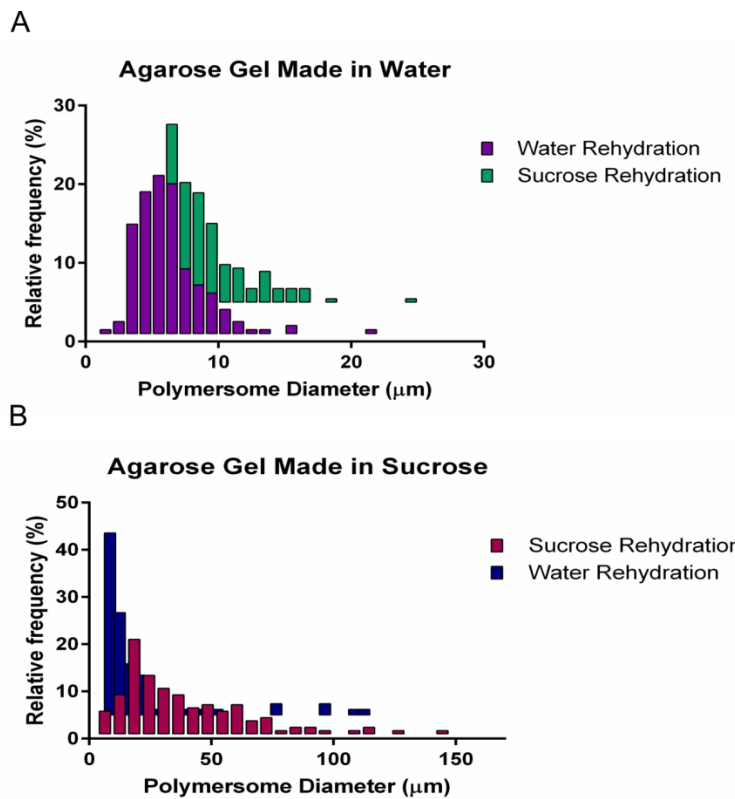 A
Agarose Gel Made in Water
30
20
10
0
Relative frequency (%)
Water Rehydration
Sucrose Rehydration
0 10 20 30
Polymersome Diameter (μm)
B
Agarose Gel Made in Sucrose
50
40
30
20
10
0
Relative frequency (%)
Sucrose Rehydration
Water Rehydration
0 50 100 150
Polymersome Diameter (μm)